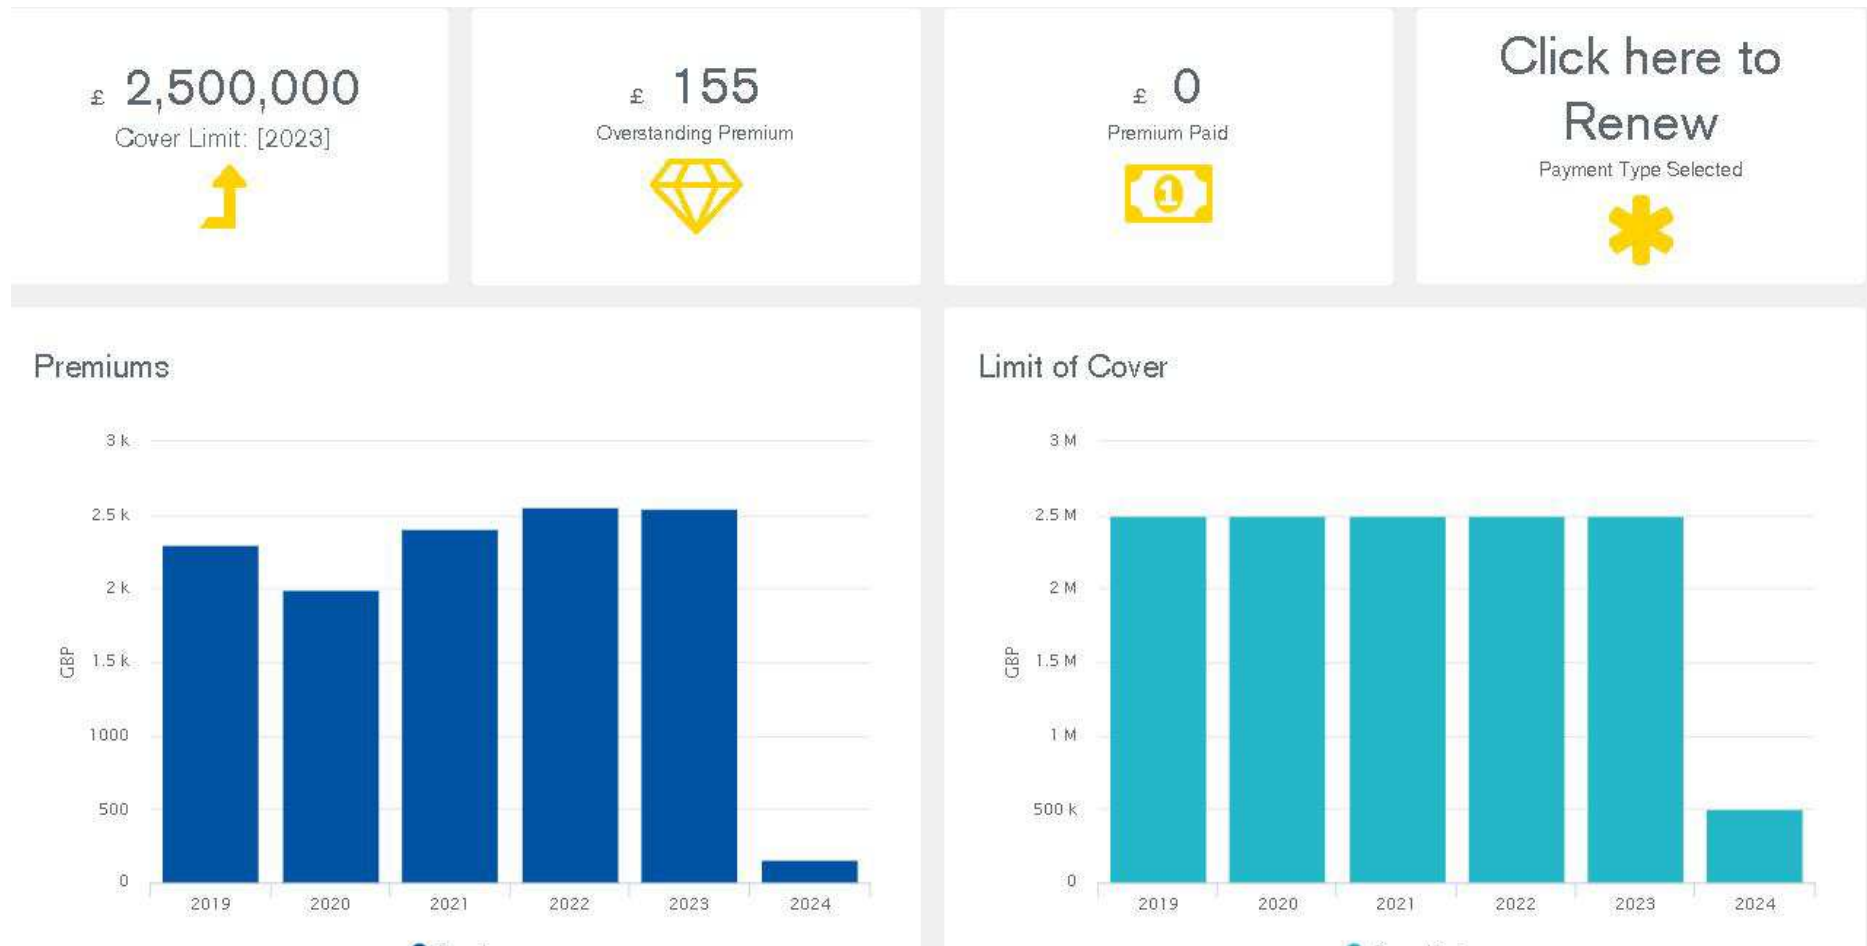 £ 2,500,000
Cover Limit: [2023]
£ 155
Overstanding Premium
£ 0
Premium Paid
1
Click here to
Renew
Payment Type Selected
Premiums
3 k
2.5 k
2 k
1.5 k
1000
500
0
GBP
2019 2020 2021 2022 2023 2024
Limit of Cover
3 M
2.5 M
2 M
1.5 M
1 M
500 k
0
GBP
2019 2020 2021 2022 2023 2024